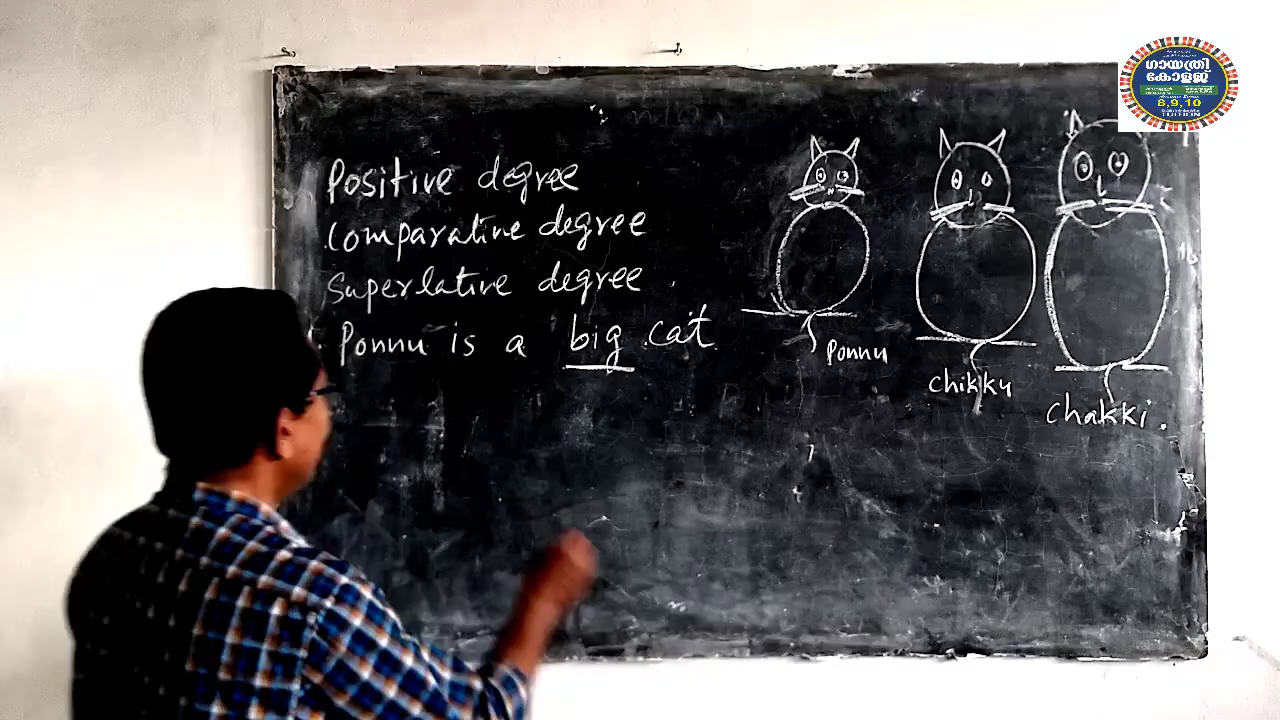 Positive degree
Comparative degree
Superlative degree
Ponnu is a big cat
Ponnu
Chikku
Chakki.
ഗായത്രി
കോളജ്
8,9,10